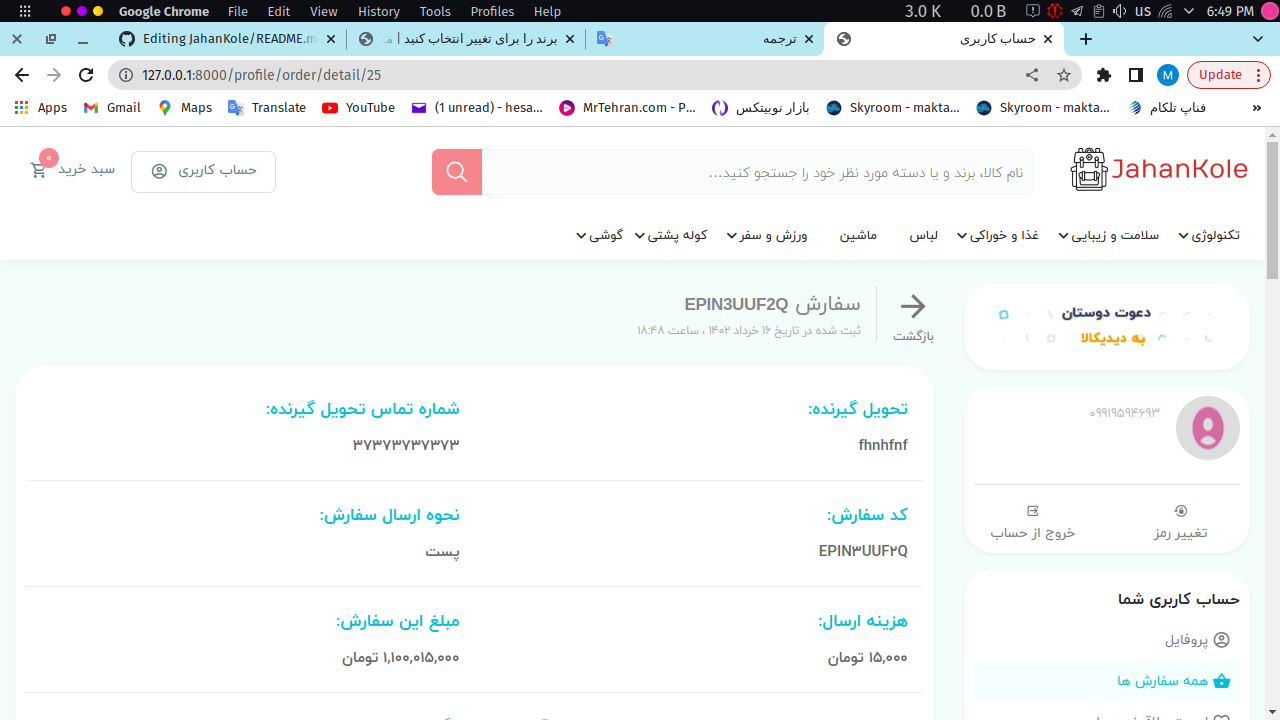 Google Chrome File Edit View History Tools Profiles Help 3.0 K 0.0 B US 6:49 PM
Editing JahanKole/README.m
برند را برای تغییر انتخاب کنید | ما
ترجمه
حساب کاربری
127.0.0.1:8000/profile/order/detail/25
M Update
Apps Gmail Maps Translate YouTube (1 unread) - hesa... MrTehran.com - P... بازار نوبیتکس Skyroom - makta... Skyroom - makta... فناپ تلکام »
JahanKole
نام کالا، برند و یا دسته مورد نظر خود را جستجو کنید...
حساب کاربری
سبد خرید ۰
تکنولوژی سلامت و زیبایی غذا و خوراکی لباس ماشین ورزش و سفر کوله پشتی گوشی
دعوت دوستان
به دیدیکالا
۰۹۹۱۹۵۹۴۶۹۳
تغییر رمز
خروج از حساب
حساب کاربری شما
پروفایل
همه سفارش ها
بازگشت
سفارش EPIN3UUF2Q
ثبت شده در تاریخ ۱۶ خرداد ۱۴۰۲ ، ساعت ۱۸:۴۸
تحویل گیرنده:
fhnhfnf
شماره تماس تحویل گیرنده:
۳۷۳۷۳۷۳۷۳۷۳
کد سفارش:
EPIN۳UUF۲Q
نحوه ارسال سفارش:
پست
هزینه ارسال:
۱۵,۰۰۰ تومان
مبلغ این سفارش:
۱,۱۰۰,۰۱۵,۰۰۰ تومان